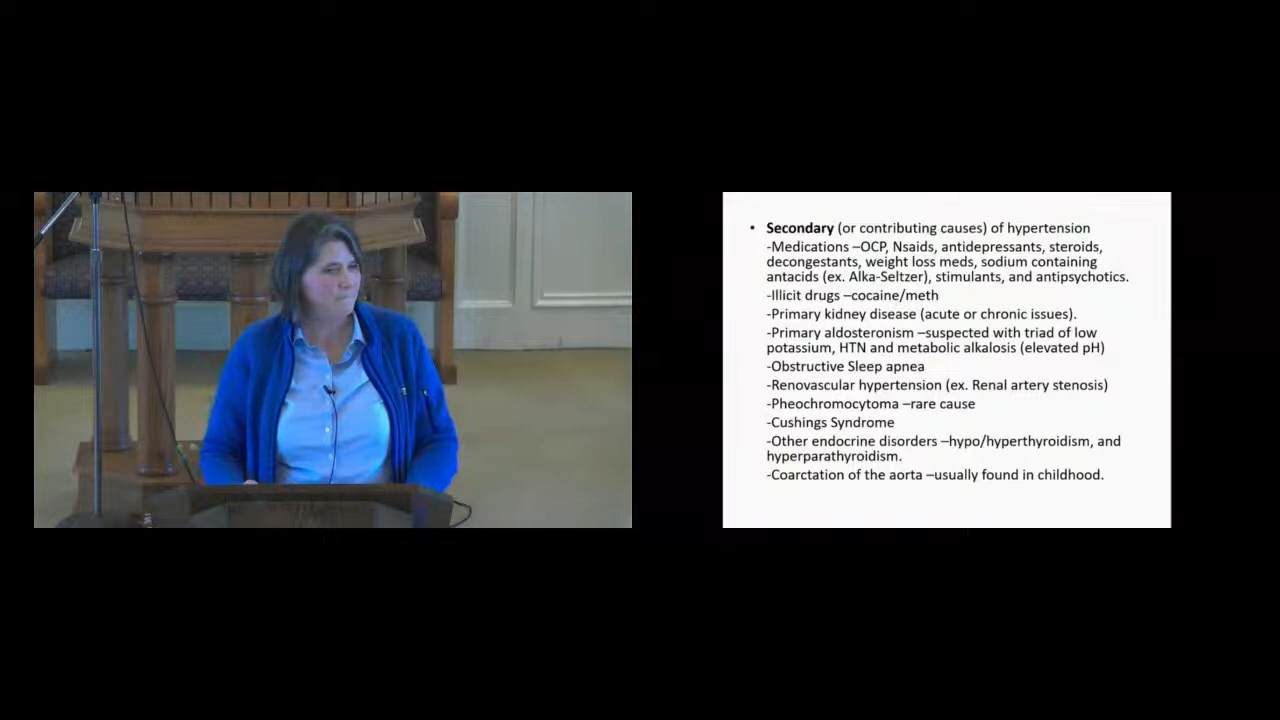 • Secondary (or contributing causes) of hypertension
-Medications –OCP, Nsaids, antidepressants, steroids,
decongestants, weight loss meds, sodium containing
antacids (ex. Alka-Seltzer), stimulants, and antipsychotics.
-Illicit drugs –cocaine/meth
-Primary kidney disease (acute or chronic issues).
-Primary aldosteronism –suspected with triad of low
potassium, HTN and metabolic alkalosis (elevated pH)
-Obstructive Sleep apnea
-Renovascular hypertension (ex. Renal artery stenosis)
-Pheochromocytoma –rare cause
-Cushings Syndrome
-Other endocrine disorders –hypo/hyperthyroidism, and
hyperparathyroidism.
-Coarctation of the aorta –usually found in childhood.